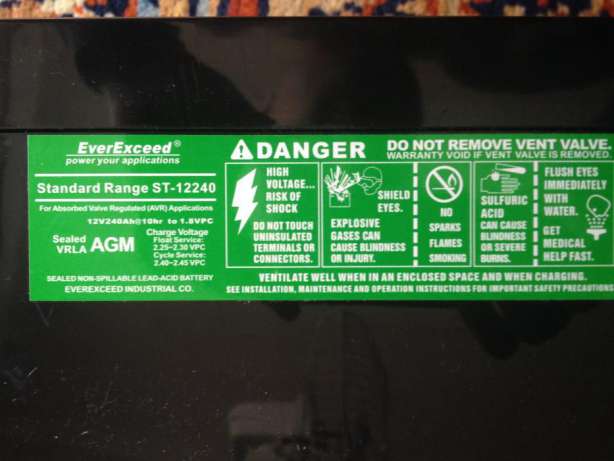 EverExceed®
power your applications
Standard Range ST-12240
For Absorbed Valve Regulated (AVR) Applications
12V240Ah@10hr to 1.8VPC
Sealed
VRLA AGM
Charge Voltage
Float Service:
2.25~2.30 VPC
Cycle Service:
2.40~2.45 VPC
SEALED NON-SPILLABLE LEAD-ACID BATTERY
EVEREXCEED INDUSTRIAL CO.
DANGER
DO NOT REMOVE VENT VALVE.
WARRANTY VOID IF VENT VALVE IS REMOVED.
HIGH
VOLTAGE...
RISK OF
SHOCK
DO NOT TOUCH
UNINSULATED
TERMINALS OR
CONNECTORS.
SHIELD
EYES.
EXPLOSIVE
GASES CAN
CAUSE BLINDNESS
OR INJURY.
NO
SPARKS
FLAMES
SMOKING
SULFURIC
ACID
CAN CAUSE
BLINDNESS
OR SEVERE
BURNS.
FLUSH EYES
IMMEDIATELY
WITH
WATER.
GET
MEDICAL
HELP FAST.
VENTILATE WELL WHEN IN AN ENCLOSED SPACE AND WHEN CHARGING.
SEE INSTALLATION, MAINTENANCE AND OPERATION INSTRUCTIONS FOR IMPORTANT SAFETY PRECAUTIONS